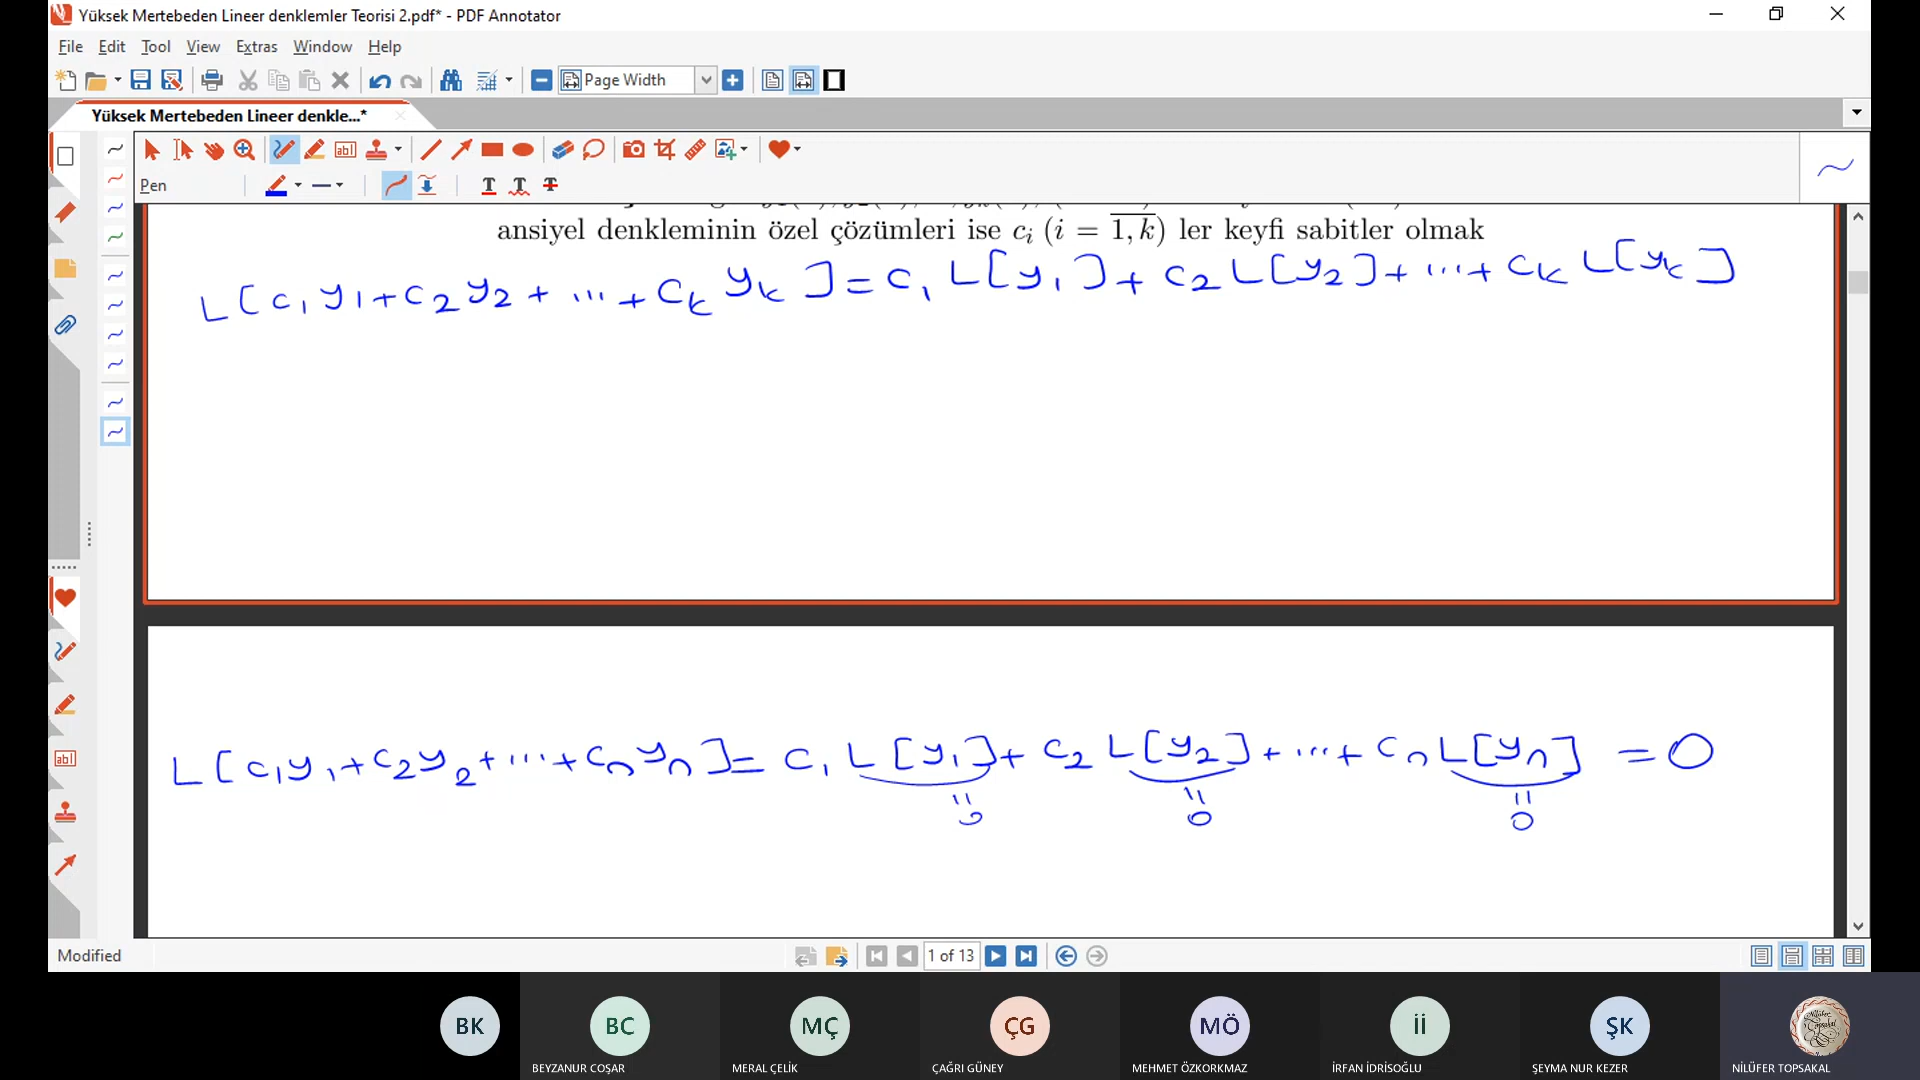 Yüksek Mertebeden Lineer denklemler Teorisi 2.pdf* - PDF Annotator
File Edit Tool View Extras Window Help
Page Width
Yüksek Mertebeden Lineer denkle...*
Pen
ansiyel denkleminin özel çözümleri ise cᵢ (i = 1, k) ler keyfi sabitler olmak
L[c₁y₁+c₂y₂+...+cₖyₖ]=c₁L[y₁]+c₂L[y₂]+...+cₖL[yₖ]
L[c₁y₁+c₂y₂+...+cₙyₙ]=c₁L[y₁]+c₂L[y₂]+...+cₙL[yₙ] =0
= = =
0 0 0
Modified 1 of 13
BK BC MÇ ÇG MÖ İİ ŞK
BEYZANUR COŞAR MERAL ÇELİK ÇAĞRI GÜNEY MEHMET ÖZKORKMAZ İRFAN İDRİSOĞLU ŞEYMA NUR KEZER NİLÜFER TOPSAKAL